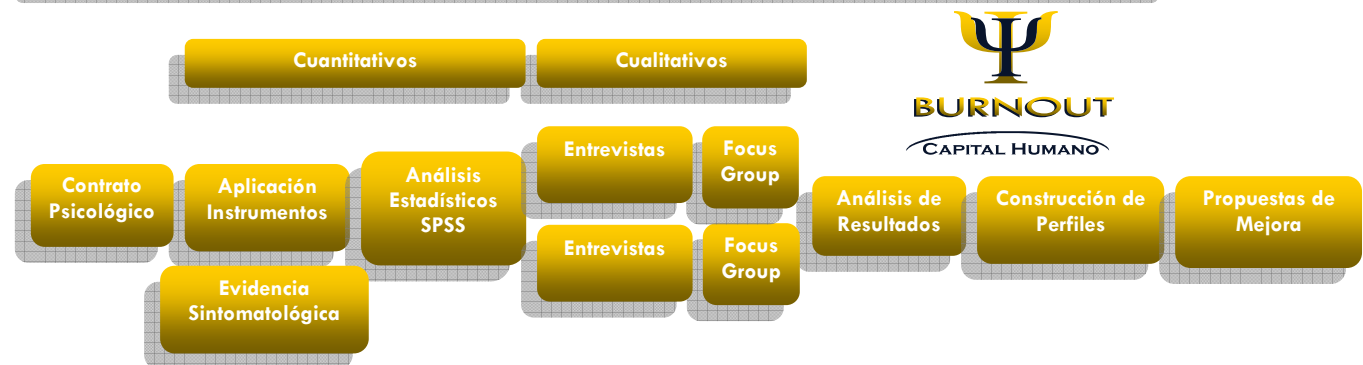 Cuantitativos
Cualitativos
BURNOUT
CAPITAL HUMANO
Contrato
Psicológico
Aplicación
Instrumentos
Evidencia
Sintomatológica
Análisis
Estadísticos
SPSS
Entrevistas
Focus
Group
Entrevistas
Focus
Group
Análisis de
Resultados
Construcción de
Perfiles
Propuestas de
Mejora